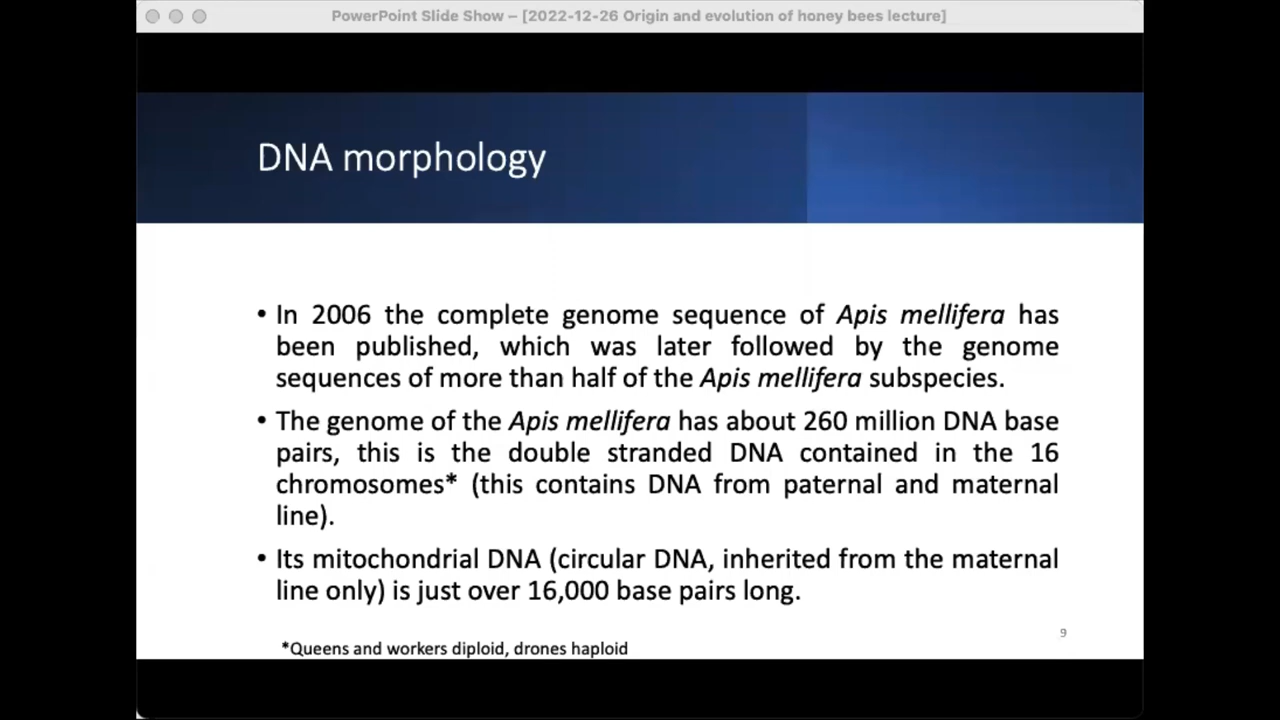 PowerPoint Slide Show – [2022-12-26 Origin and evolution of honey bees lecture]
DNA morphology
• In 2006 the complete genome sequence of Apis mellifera has
been published, which was later followed by the genome
sequences of more than half of the Apis mellifera subspecies.
• The genome of the Apis mellifera has about 260 million DNA base
pairs, this is the double stranded DNA contained in the 16
chromosomes* (this contains DNA from paternal and maternal
line).
• Its mitochondrial DNA (circular DNA, inherited from the maternal
line only) is just over 16,000 base pairs long.
9
*Queens and workers diploid, drones haploid